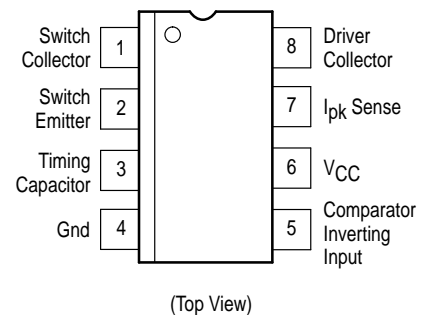 Switch
Collector
1
8
Driver
Collector
Switch
Emitter
2
7
Ipk Sense
Timing
Capacitor
3
6
VCC
Gnd
4
5
Comparator
Inverting
Input
(Top View)